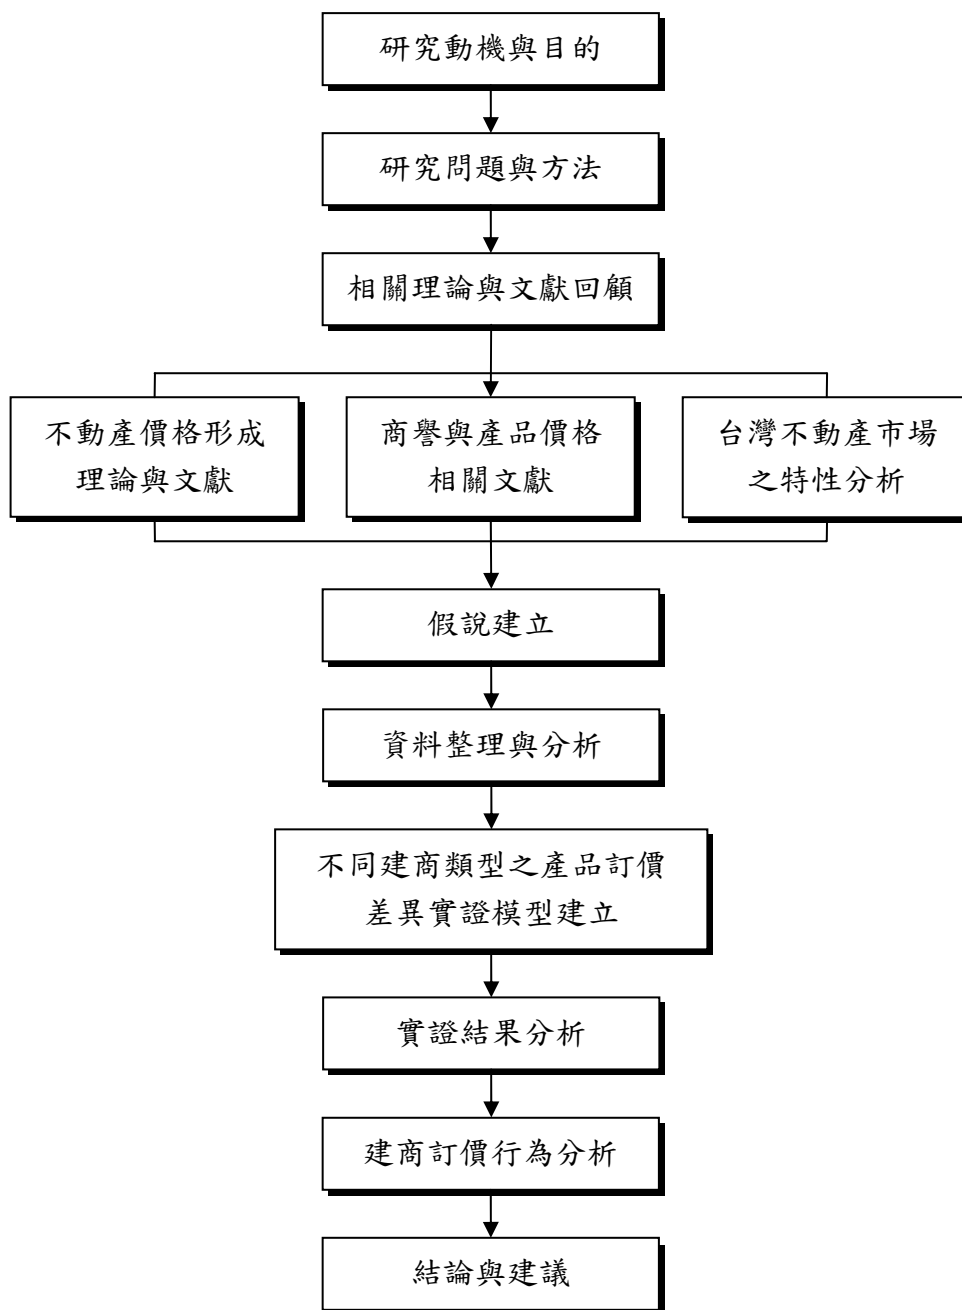 研究動機與目的
研究問題與方法
相關理論與文獻回顧
不動產價格形成
理論與文獻
商譽與產品價格
相關文獻
台灣不動產市場
之特性分析
假說建立
資料整理與分析
不同建商類型之產品訂價
差異實證模型建立
實證結果分析
建商訂價行為分析
結論與建議